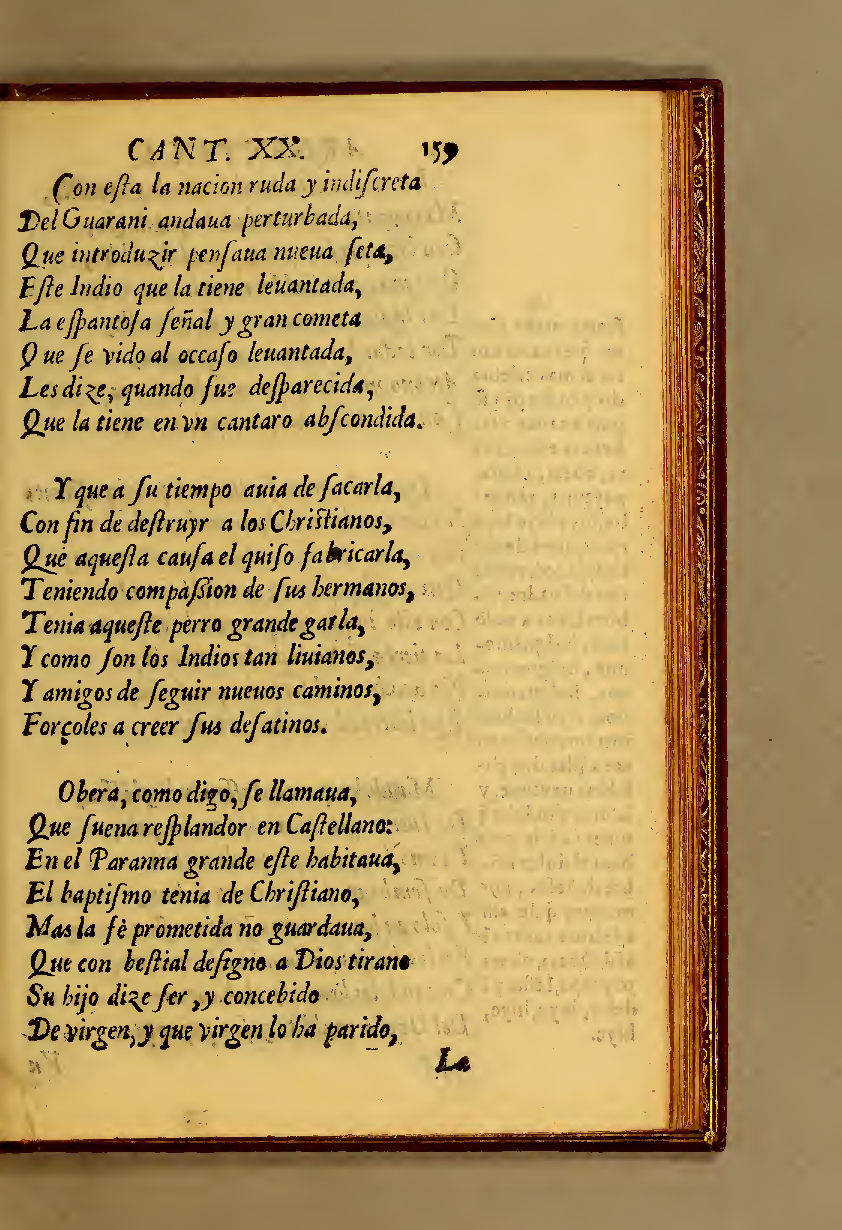 CANT. XX. 159
Con eſta la nacion ruda y indiſcreta
Del Guarani andaua perturbada,
Que introduzir penſaua nueua ſeta,
Eſte Indio que la tiene leuantada,
La eſpantoſa ſeñal y gran cometa
Que ſe vido al occaſo leuantada,
Les dize, quando fue deſparecida,
Que la tiene en vn cantaro abſcondida.
Y que a ſu tiempo auia de ſacarla,
Con fin de deſtruyr a los Chriſtianos,
Que aqueſta cauſa el quiſo fabricarla,
Teniendo compaſsion de ſus hermanos,
Tenia aqueſte perro grande garla,
Y como ſon los Indios tan liuianos,
Y amigos de ſeguir nueuos caminos,
Forçoles a creer ſus deſatinos.
Obera, como digo, ſe llamaua,
Que ſuena reſplandor en Caſtellano:
En el Paranna grande eſte habitaua,
El baptiſmo tenia de Chriſtiano,
Mas la fè prometida no guardaua,
Que con beſtial deſigno a Dios tirano
Su hijo dize ſer, y concebido
De virgen, y que virgen lo ha parido,
La